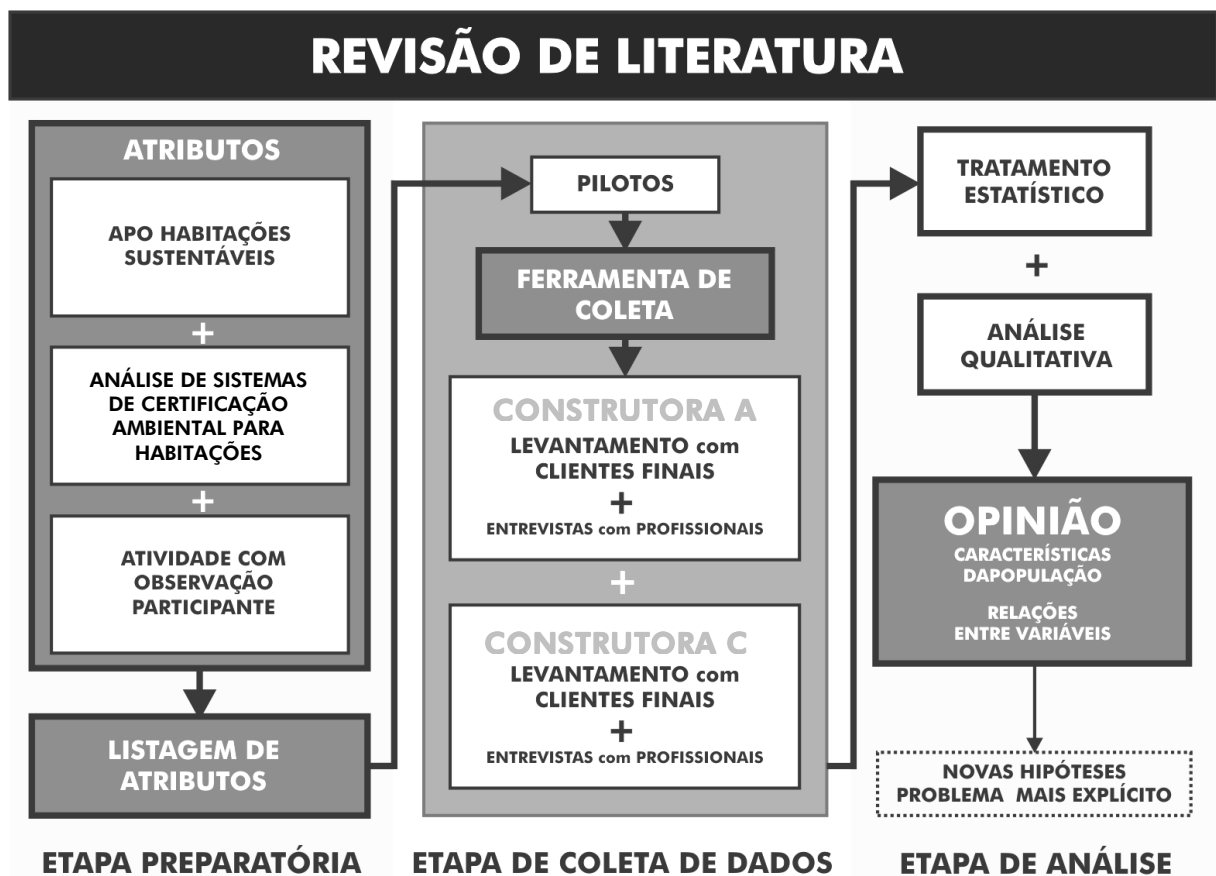 REVISÃO DE LITERATURA
ATRIBUTOS
APO HABITAÇÕES
SUSTENTÁVEIS
+
ANÁLISE DE SISTEMAS
DE CERTIFICAÇÃO
AMBIENTAL PARA
HABITAÇÕES
+
ATIVIDADE COM
OBSERVAÇÃO
PARTICIPANTE
LISTAGEM DE
ATRIBUTOS
ETAPA PREPARATÓRIA
PILOTOS
FERRAMENTA DE
COLETA
CONSTRUTORA A
LEVANTAMENTO com
CLIENTES FINAIS
+
ENTREVISTAS com PROFISSIONAIS
+
CONSTRUTORA C
LEVANTAMENTO com
CLIENTES FINAIS
+
ENTREVISTAS com PROFISSIONAIS
ETAPA DE COLETA DE DADOS
TRATAMENTO
ESTATÍSTICO
+
ANÁLISE
QUALITATIVA
OPINIÃO
CARACTERÍSTICAS
DAPOPULAÇÃO
RELAÇÕES
ENTRE VARIÁVEIS
NOVAS HIPÓTESES
PROBLEMA MAIS EXPLÍCITO
ETAPA DE ANÁLISE